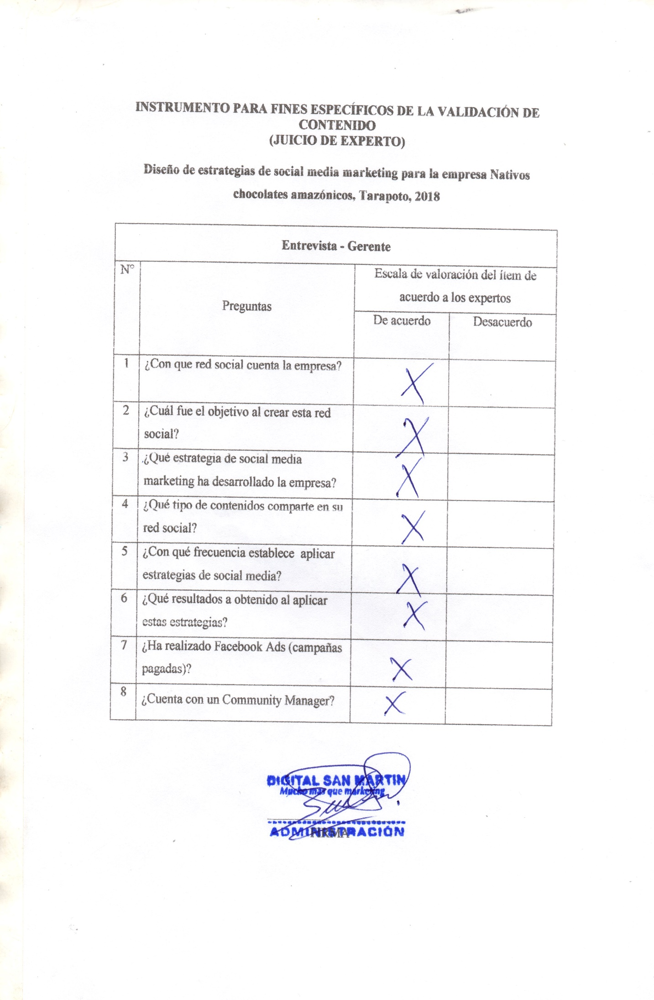 INSTRUMENTO PARA FINES ESPECÍFICOS DE LA VALIDACIÓN DE
CONTENIDO
(JUICIO DE EXPERTO)
Diseño de estrategias de social media marketing para la empresa Nativos
chocolates amazónicos, Tarapoto, 2018
Entrevista - Gerente
N°
Preguntas
Escala de valoración del ítem de
acuerdo a los expertos
De acuerdo
Desacuerdo
1 ¿Con que red social cuenta la empresa? X
2 ¿Cuál fue el objetivo al crear esta red
social? X
3 ¿Qué estrategia de social media
marketing ha desarrollado la empresa? X
4 ¿Qué tipo de contenidos comparte en su
red social? X
5 ¿Con qué frecuencia establece aplicar
estrategias de social media? X
6 ¿Qué resultados a obtenido al aplicar
estas estrategias? X
7 ¿Ha realizado Facebook Ads (campañas
pagadas)? X
8 ¿Cuenta con un Community Manager? X
DIGITAL SAN MARTIN
Mucho mas que marketing
ADMINISTRACIÓN